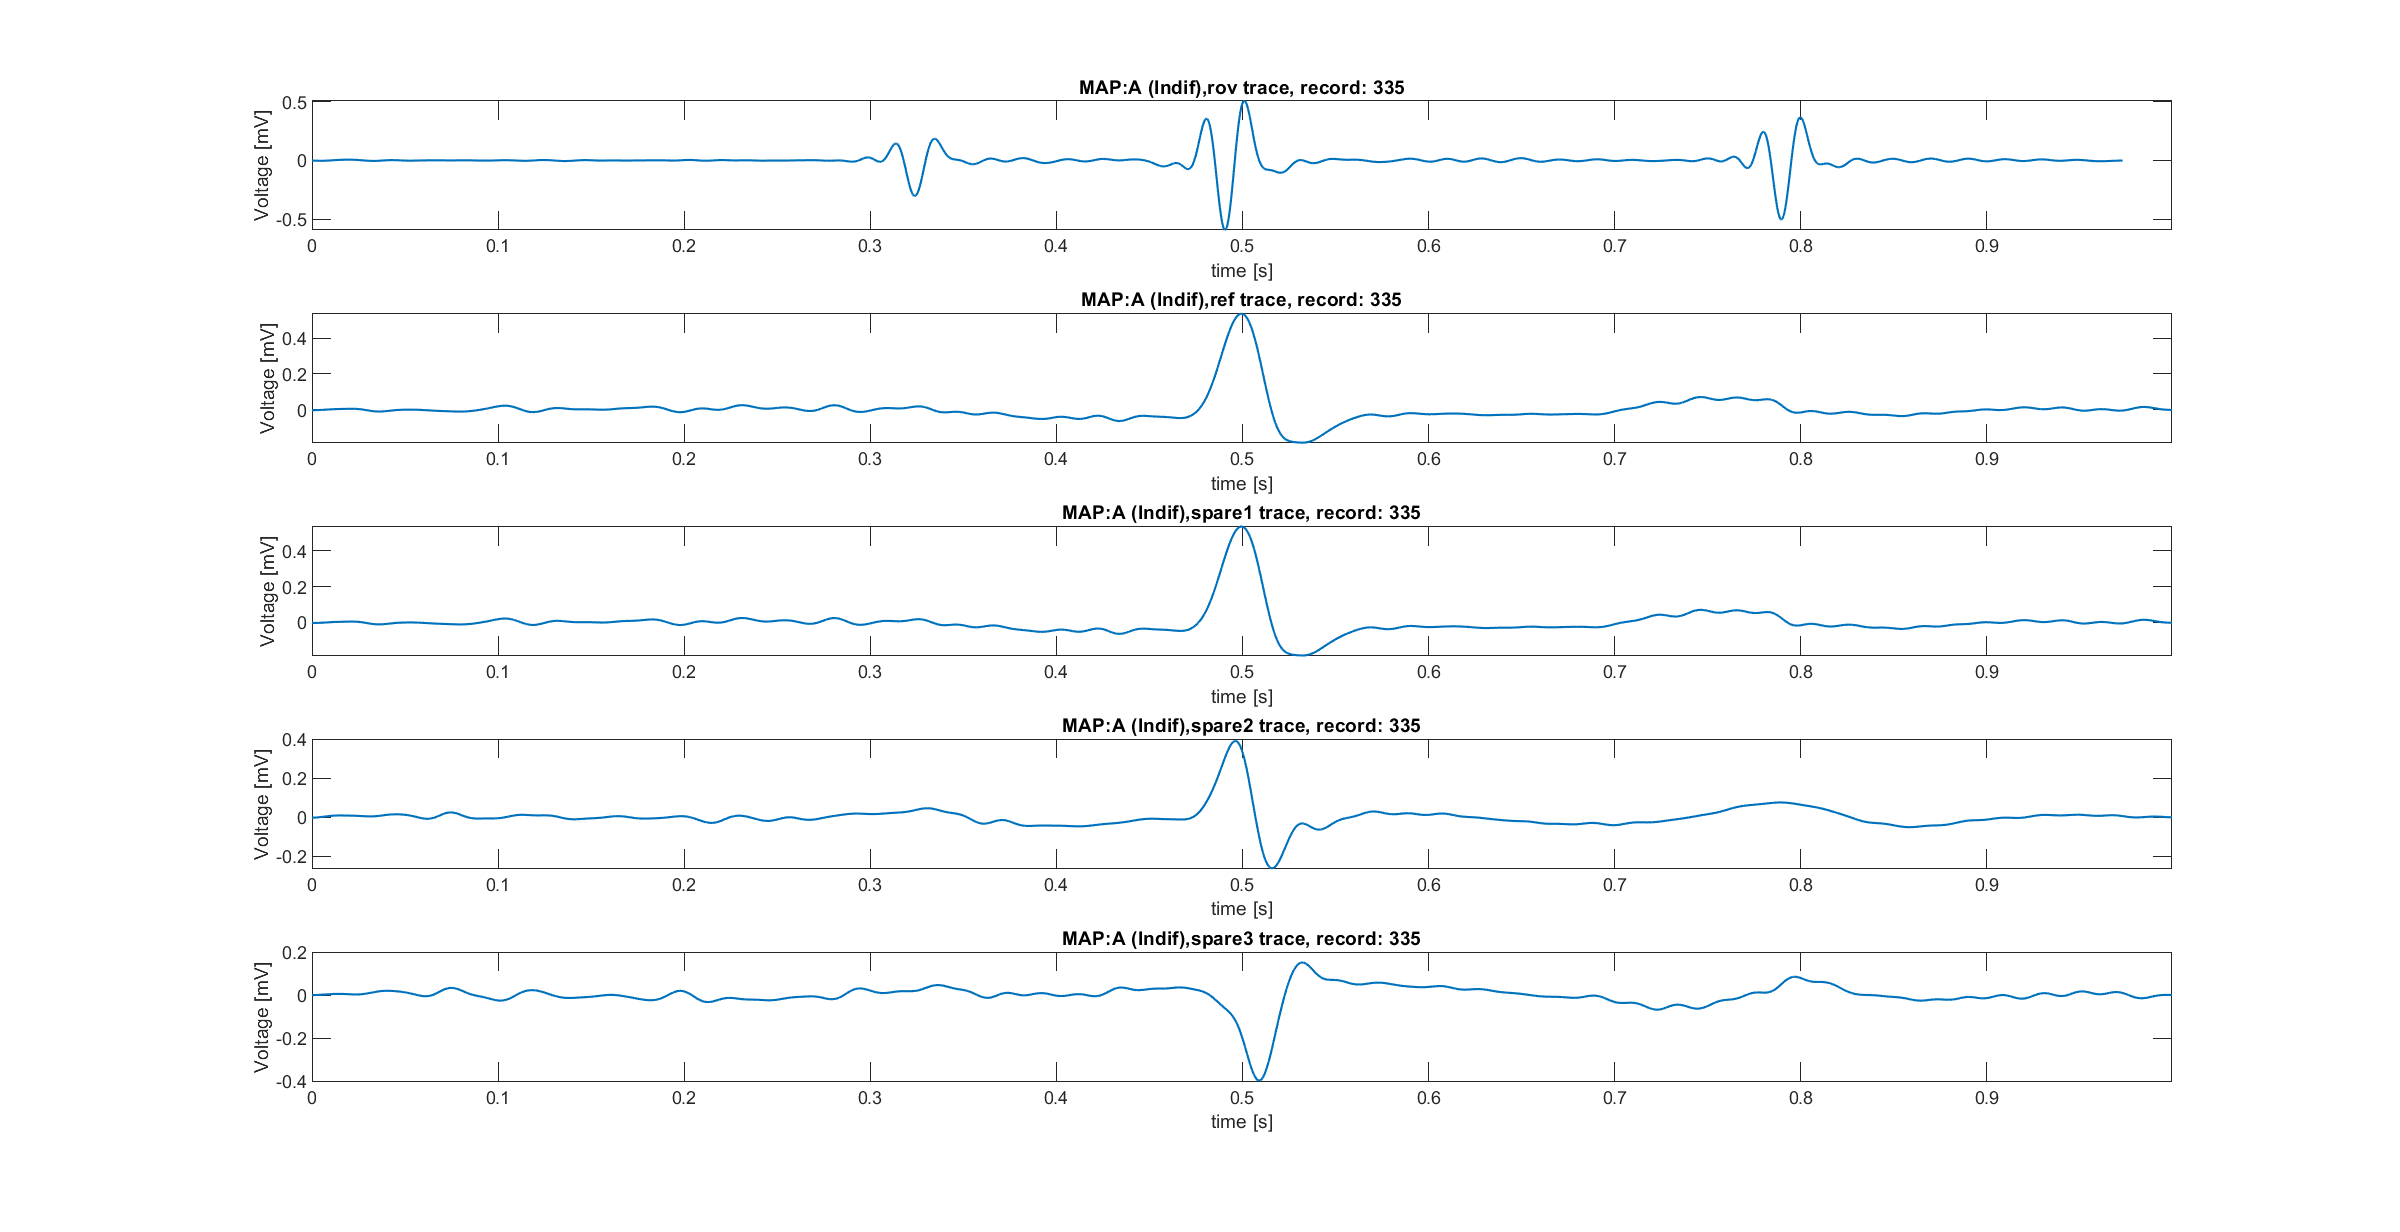 MAP:A (Indif),rov trace, record: 335
Voltage [mV]
0.5
0
-0.5
0 0.1 0.2 0.3 0.4 0.5 0.6 0.7 0.8 0.9
time [s]
MAP:A (Indif),ref trace, record: 335
Voltage [mV]
0.4
0.2
0
0 0.1 0.2 0.3 0.4 0.5 0.6 0.7 0.8 0.9
time [s]
MAP:A (Indif),spare1 trace, record: 335
Voltage [mV]
0.4
0.2
0
0 0.1 0.2 0.3 0.4 0.5 0.6 0.7 0.8 0.9
time [s]
MAP:A (Indif),spare2 trace, record: 335
Voltage [mV]
0.4
0.2
0
-0.2
0 0.1 0.2 0.3 0.4 0.5 0.6 0.7 0.8 0.9
time [s]
MAP:A (Indif),spare3 trace, record: 335
Voltage [mV]
0.2
0
-0.2
-0.4
0 0.1 0.2 0.3 0.4 0.5 0.6 0.7 0.8 0.9
time [s]